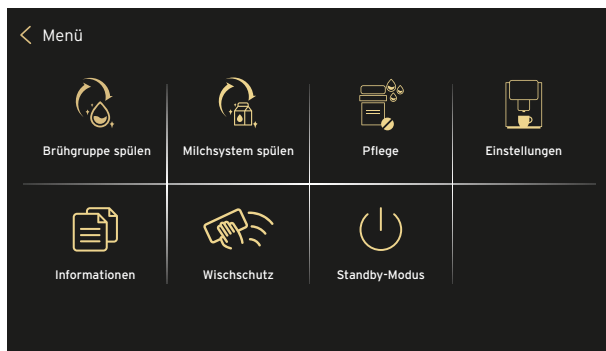 Menü
Brühgruppe spülen
Milchsystem spülen
Pflege
Einstellungen
Informationen
Wischschutz
Standby-Modus